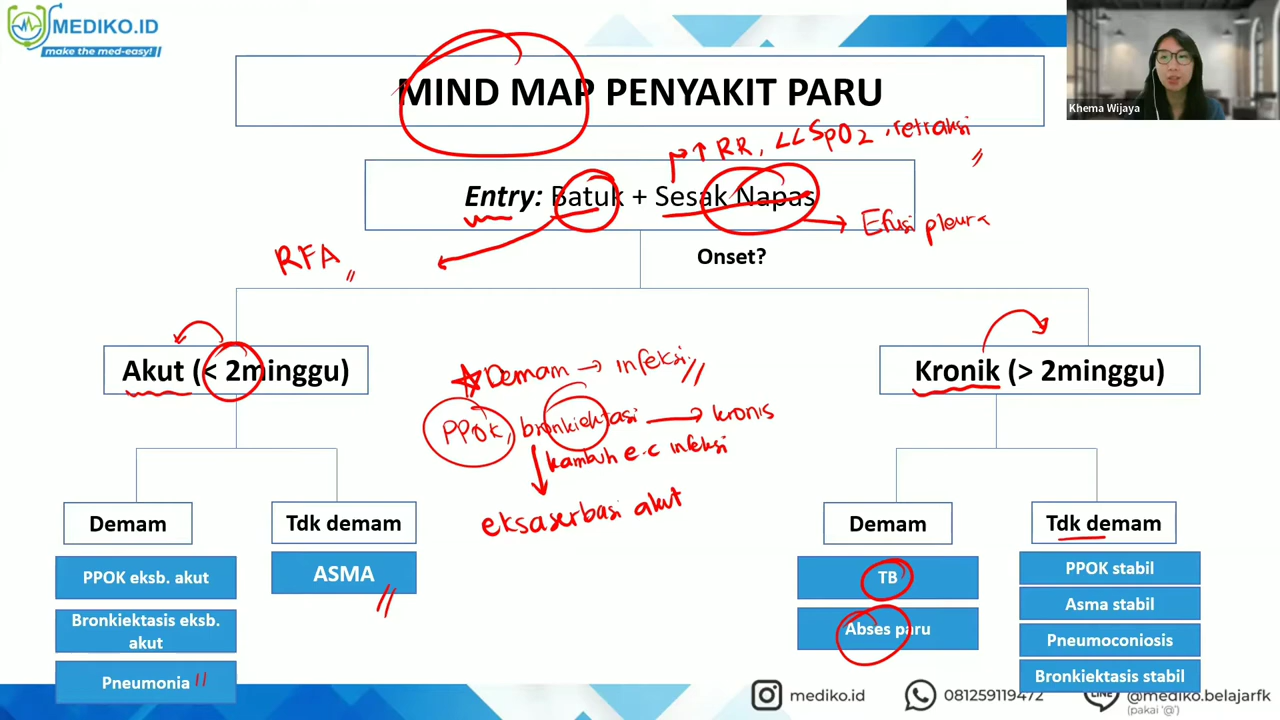 MEDIKO.ID
make the med-easy!
Khema Wijaya
MIND MAP PENYAKIT PARU
↑ RR, <<SpO2, retraksi
Entry: Batuk + Sesak Napas
Efusi pleura
RFA
Onset?
Akut (< 2minggu)
Kronik (> 2minggu)
Demam → infeksi
PPOK, bronkiektasi → kronis
kambuh e.c infeksi
eksaserbasi akut
Demam
Tdk demam
Demam
Tdk demam
PPOK eksb. akut
Bronkiektasis eksb.
akut
Pneumonia
ASMA
TB
Abses paru
PPOK stabil
Asma stabil
Pneumoconiosis
Bronkiektasis stabil
mediko.id
081259119472
LINE
@mediko.belajarfk
(pakai '@')